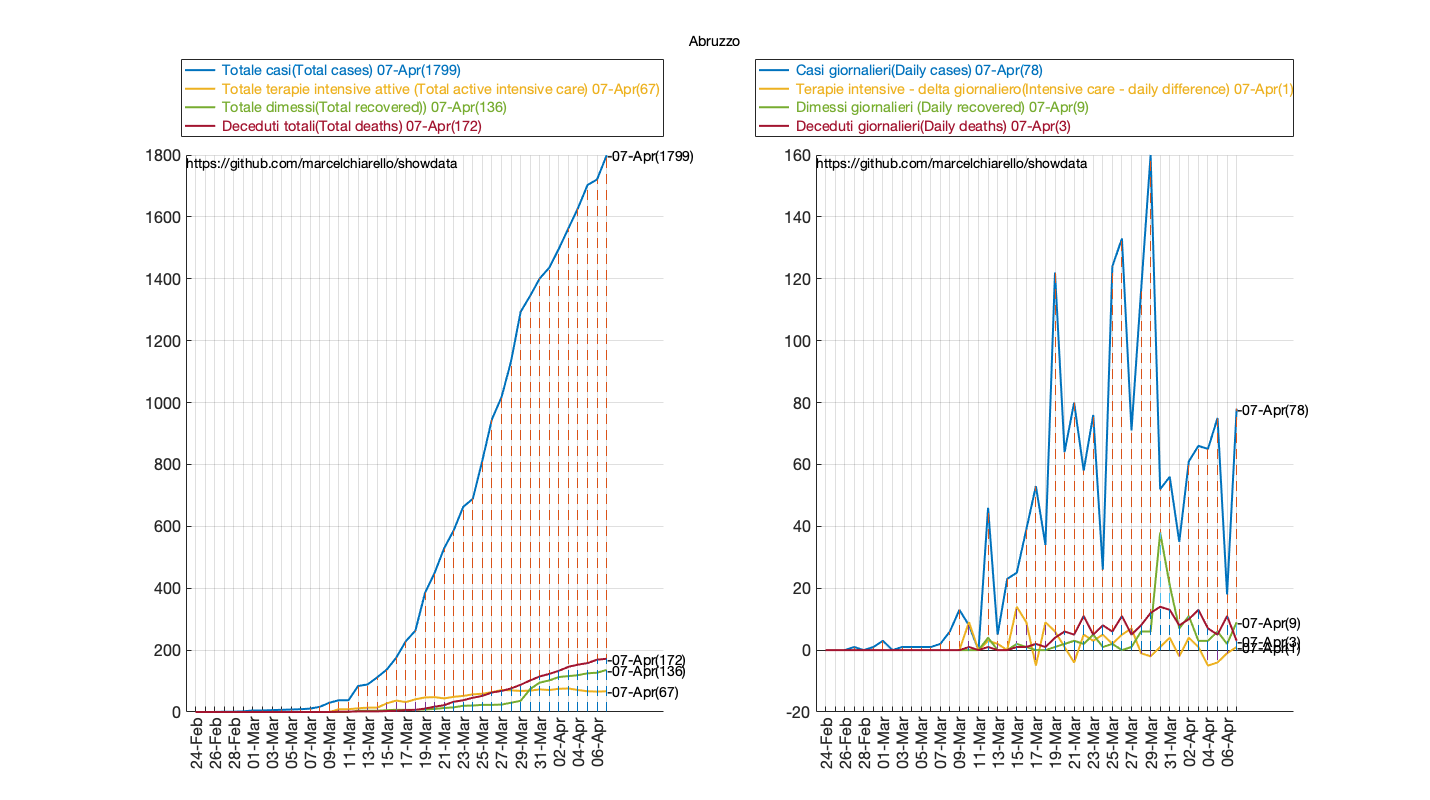 Abruzzo
Totale casi(Total cases) 07-Apr(1799)
Totale terapie intensive attive (Total active intensive care) 07-Apr(67)
Totale dimessi(Total recovered)) 07-Apr(136)
Deceduti totali(Total deaths) 07-Apr(172)
https://github.com/marcelchiarello/showdata
1800
1600
1400
1200
1000
800
600
400
200
0
-07-Apr(1799)
-07-Apr(172)
-07-Apr(136)
-07-Apr(67)
24-Feb
26-Feb
28-Feb
01-Mar
03-Mar
05-Mar
07-Mar
09-Mar
11-Mar
13-Mar
15-Mar
17-Mar
19-Mar
21-Mar
23-Mar
25-Mar
27-Mar
29-Mar
31-Mar
02-Apr
04-Apr
06-Apr
Casi giornalieri(Daily cases) 07-Apr(78)
Terapie intensive - delta giornaliero(Intensive care - daily difference) 07-Apr(1)
Dimessi giornalieri (Daily recovered) 07-Apr(9)
Deceduti giornalieri(Daily deaths) 07-Apr(3)
https://github.com/marcelchiarello/showdata
160
140
120
100
80
60
40
20
0
-20
-07-Apr(78)
-07-Apr(9)
-07-Apr(3)
-07-Apr(1)
24-Feb
26-Feb
28-Feb
01-Mar
03-Mar
05-Mar
07-Mar
09-Mar
11-Mar
13-Mar
15-Mar
17-Mar
19-Mar
21-Mar
23-Mar
25-Mar
27-Mar
29-Mar
31-Mar
02-Apr
04-Apr
06-Apr